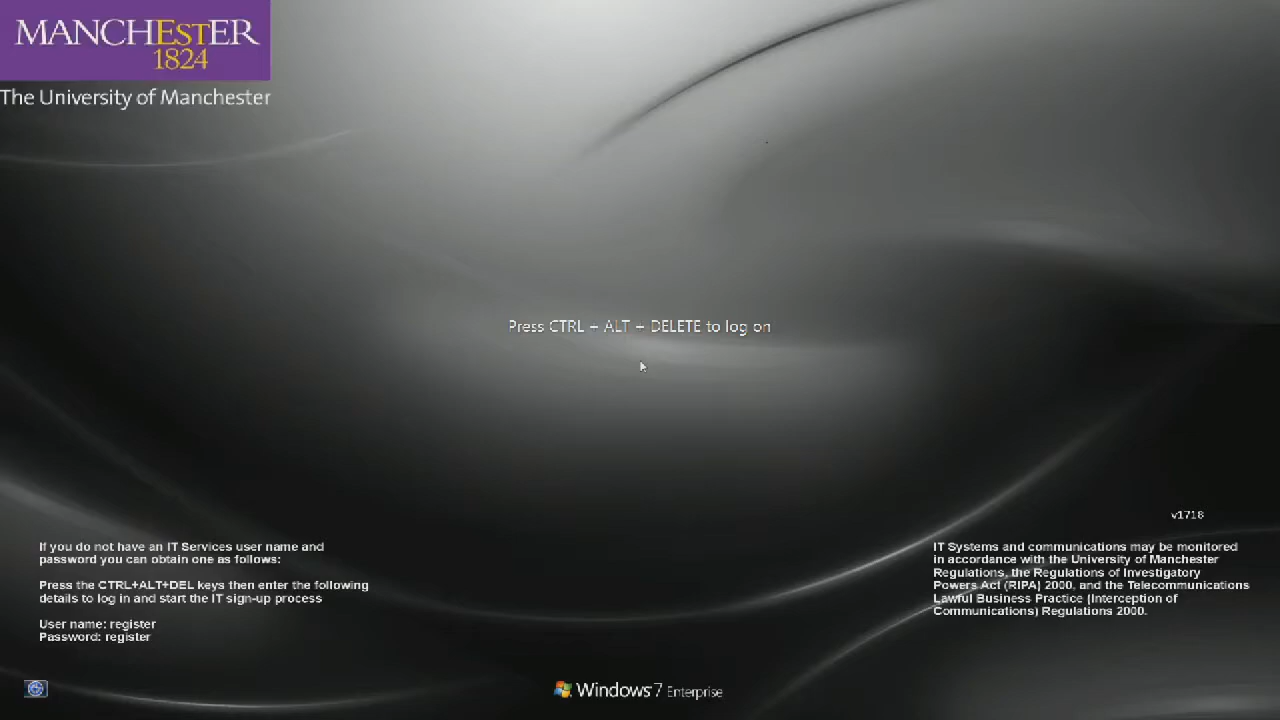 MANCHESTER
1824
The University of Manchester
Press CTRL + ALT + DELETE to log on
v1718
If you do not have an IT Services user name and
password you can obtain one as follows:
Press the CTRL+ALT+DEL keys then enter the following
details to log in and start the IT sign-up process
User name: register
Password: register
IT Systems and communications may be monitored
in accordance with the University of Manchester
Regulations, the Regulations of Investigatory
Powers Act (RIPA) 2000, and the Telecommunications
Lawful Business Practice (Interception of
Communications) Regulations 2000.
Windows 7 Enterprise